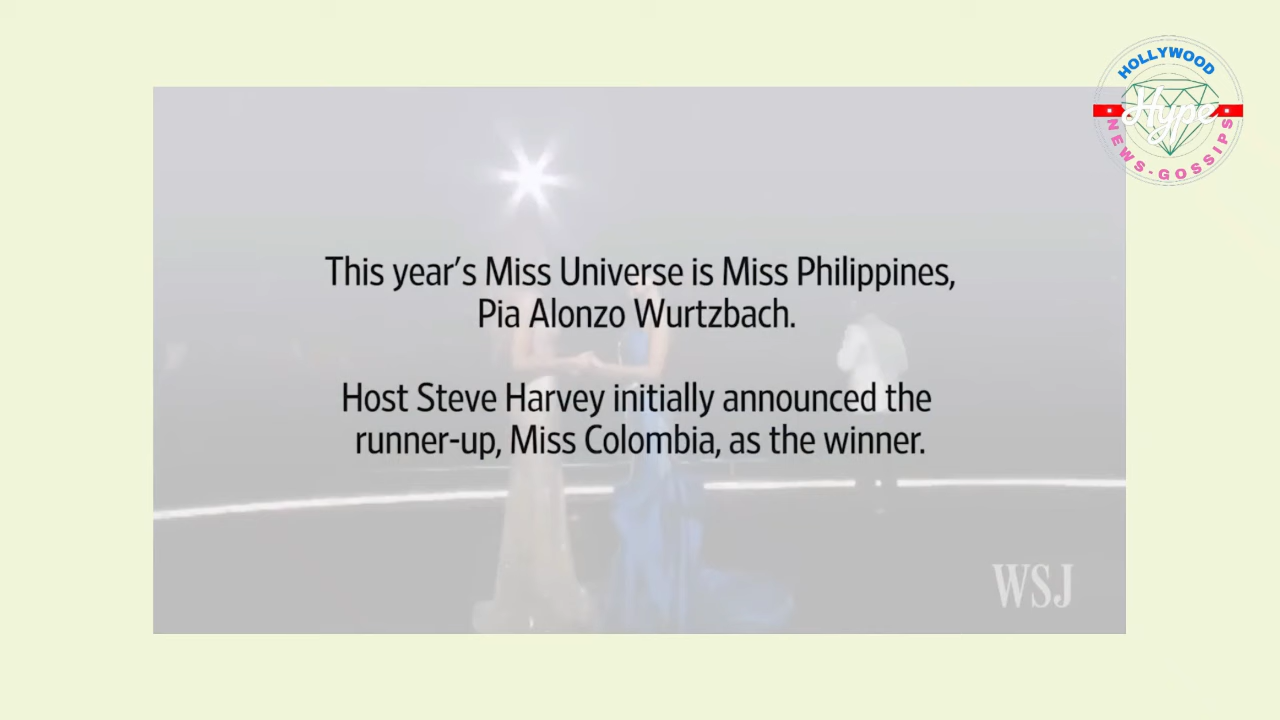 HOLLYWOOD
Hype
NEWS-GOSSIPS
This year's Miss Universe is Miss Philippines,
Pia Alonzo Wurtzbach.
Host Steve Harvey initially announced the
runner-up, Miss Colombia, as the winner.
WSJ